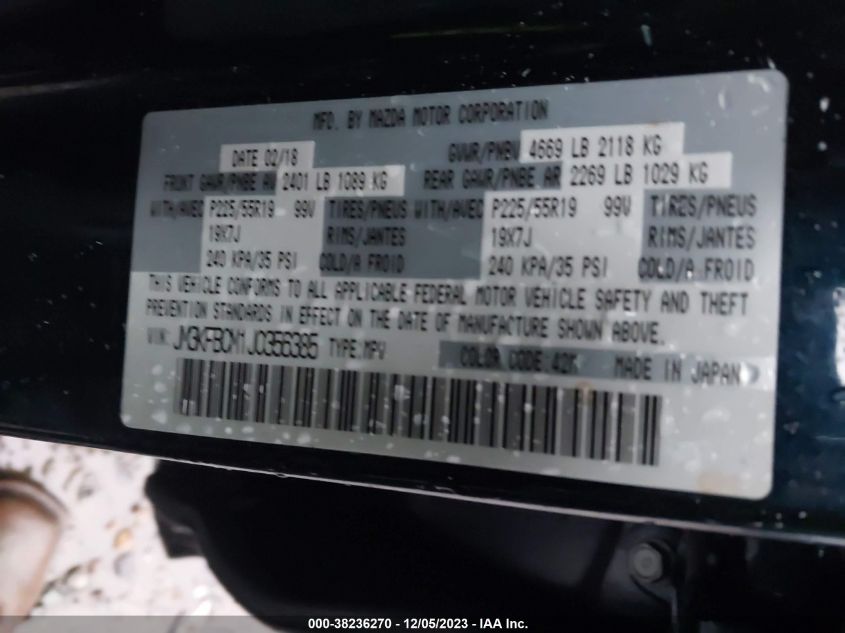 MFD. BY MAZDA MOTOR CORPORATION
DATE 02/18 GVWR/PNBV 4669 LB 2118 KG
FRONT GAWR/PNBE AV 2401 LB 1089 KG REAR GAWR/PNBE AR 2269 LB 1029 KG
WITH/AVEC P225/55R19 99V TIRES/PNEUS WITH/AVEC P225/55R19 99V TIRES/PNEUS
19X7J RIMS/JANTES 19X7J RIMS/JANTES
240 KPA/35 PSI COLD/A FROID 240 KPA/35 PSI COLD/A FROID
THIS VEHICLE CONFORMS TO ALL APPLICABLE FEDERAL MOTOR VEHICLE SAFETY AND THEFT
PREVENTION STANDARDS IN EFFECT ON THE DATE OF MANUFACTURE SHOWN ABOVE.
VIN: JM3KFBCM1J0356385 TYPE:MPV COLOR CODE:42K MADE IN JAPAN
000-38236270 - 12/05/2023 - IAA Inc.